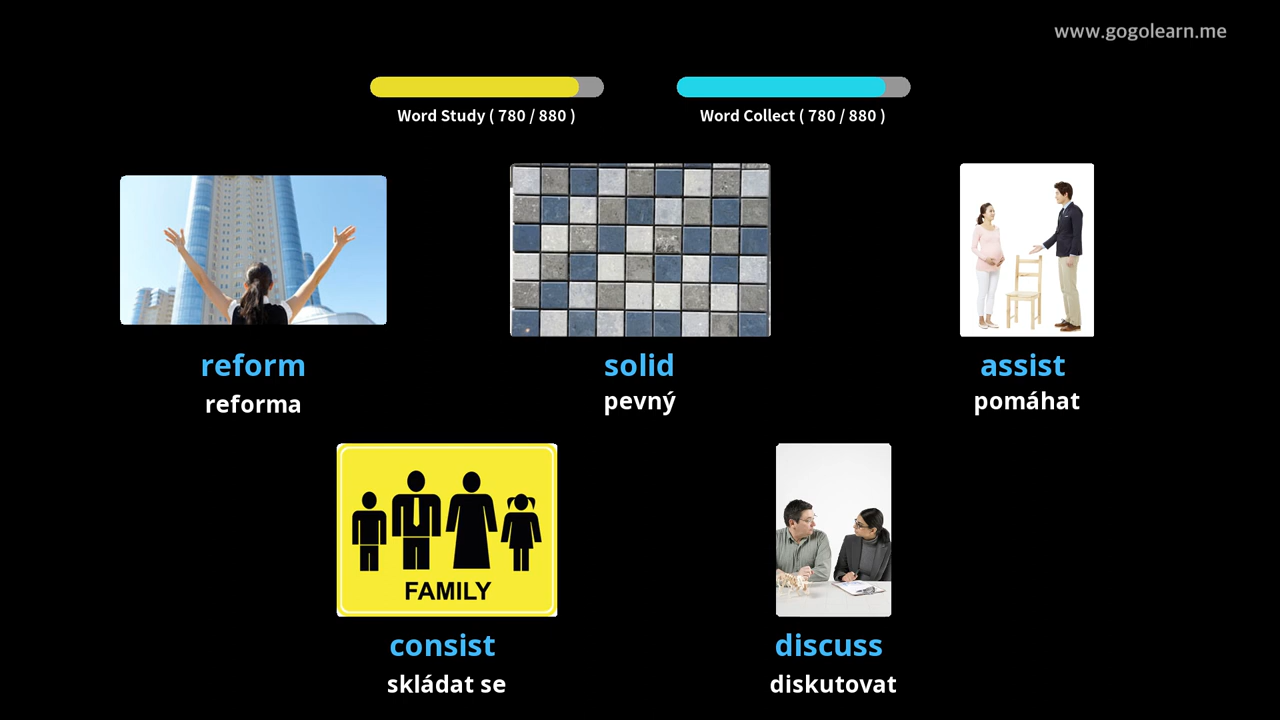 www.gogolearn.me
Word Study ( 780 / 880 )
Word Collect ( 780 / 880 )
reform
reforma
solid
pevný
assist
pomáhat
FAMILY
consist
skládat se
discuss
diskutovat